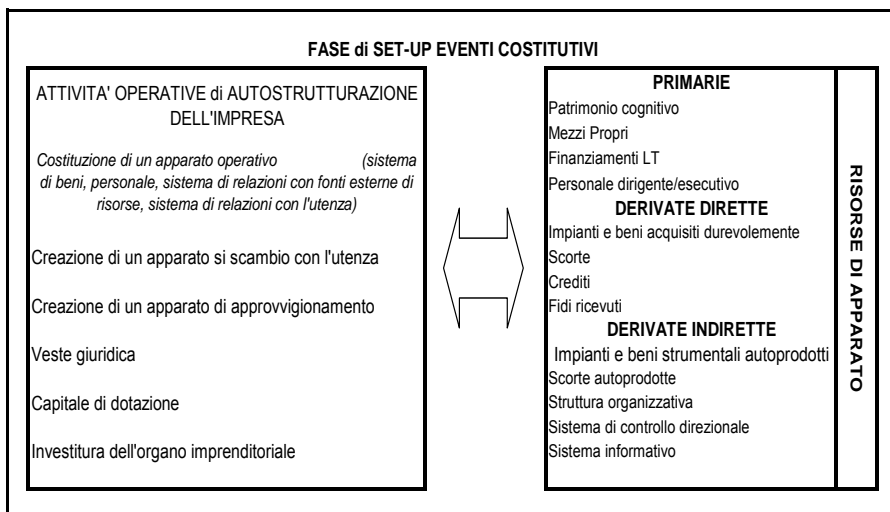 FASE di SET-UP EVENTI COSTITUTIVI
ATTIVITA' OPERATIVE di AUTOSTRUTTURAZIONE
DELL'IMPRESA
Costituzione di un apparato operativo (sistema
di beni, personale, sistema di relazioni con fonti esterne di
risorse, sistema di relazioni con l'utenza)
Creazione di un apparato si scambio con l'utenza
Creazione di un apparato di approvvigionamento
Veste giuridica
Capitale di dotazione
Investitura dell'organo imprenditoriale
PRIMARIE
Patrimonio cognitivo
Mezzi Propri
Finanziamenti LT
Personale dirigente/esecutivo
DERIVATE DIRETTE
Impianti e beni acquisiti durevolemente
Scorte
Crediti
Fidi ricevuti
DERIVATE INDIRETTE
Impianti e beni strumentali autoprodotti
Scorte autoprodotte
Struttura organizzativa
Sistema di controllo direzionale
Sistema informativo
RISORSE DI APPARATO